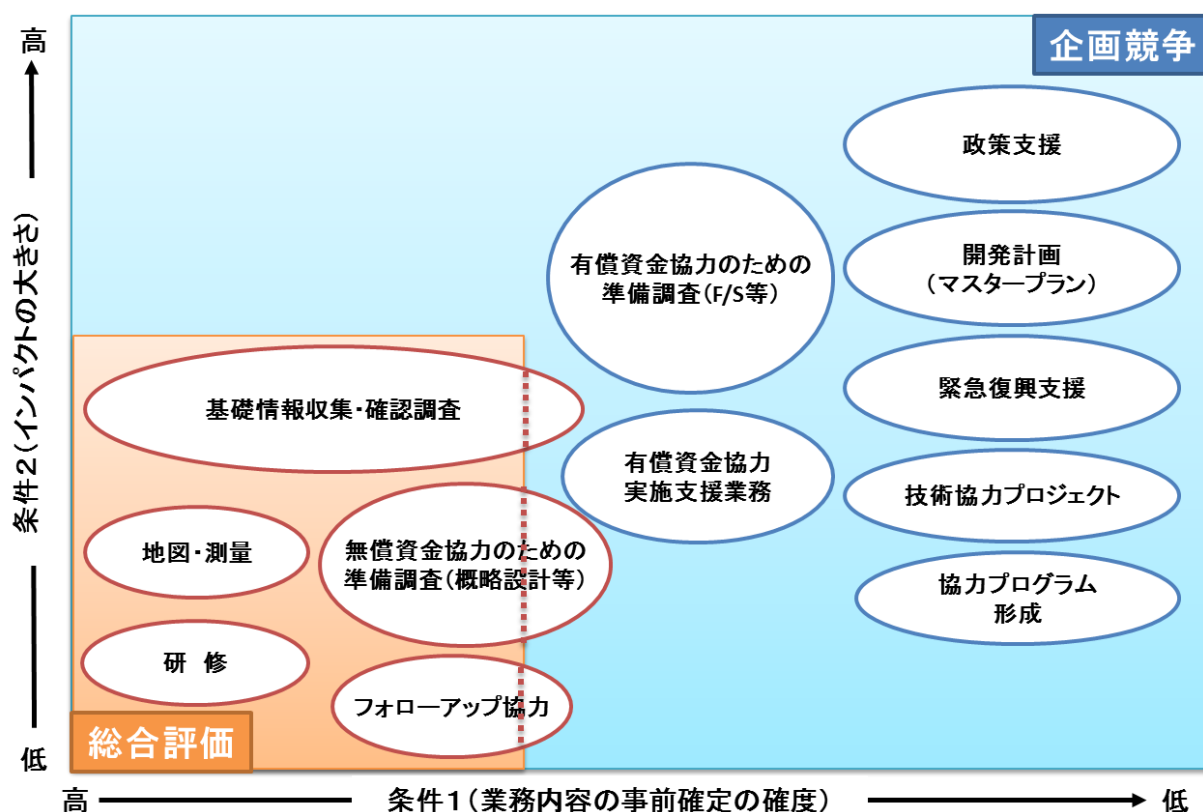 高
企画競争
政策支援
有償資金協力のための
準備調査(F/S等)
開発計画
(マスタープラン)
条件2(インパクトの大きさ)
基礎情報収集・確認調査
緊急復興支援
有償資金協力
実施支援業務
技術協力プロジェクト
地図・測量
無償資金協力のための
準備調査(概略設計等)
協力プログラム
形成
研 修
フォローアップ協力
総合評価
低
高
条件1(業務内容の事前確定の確度)
低